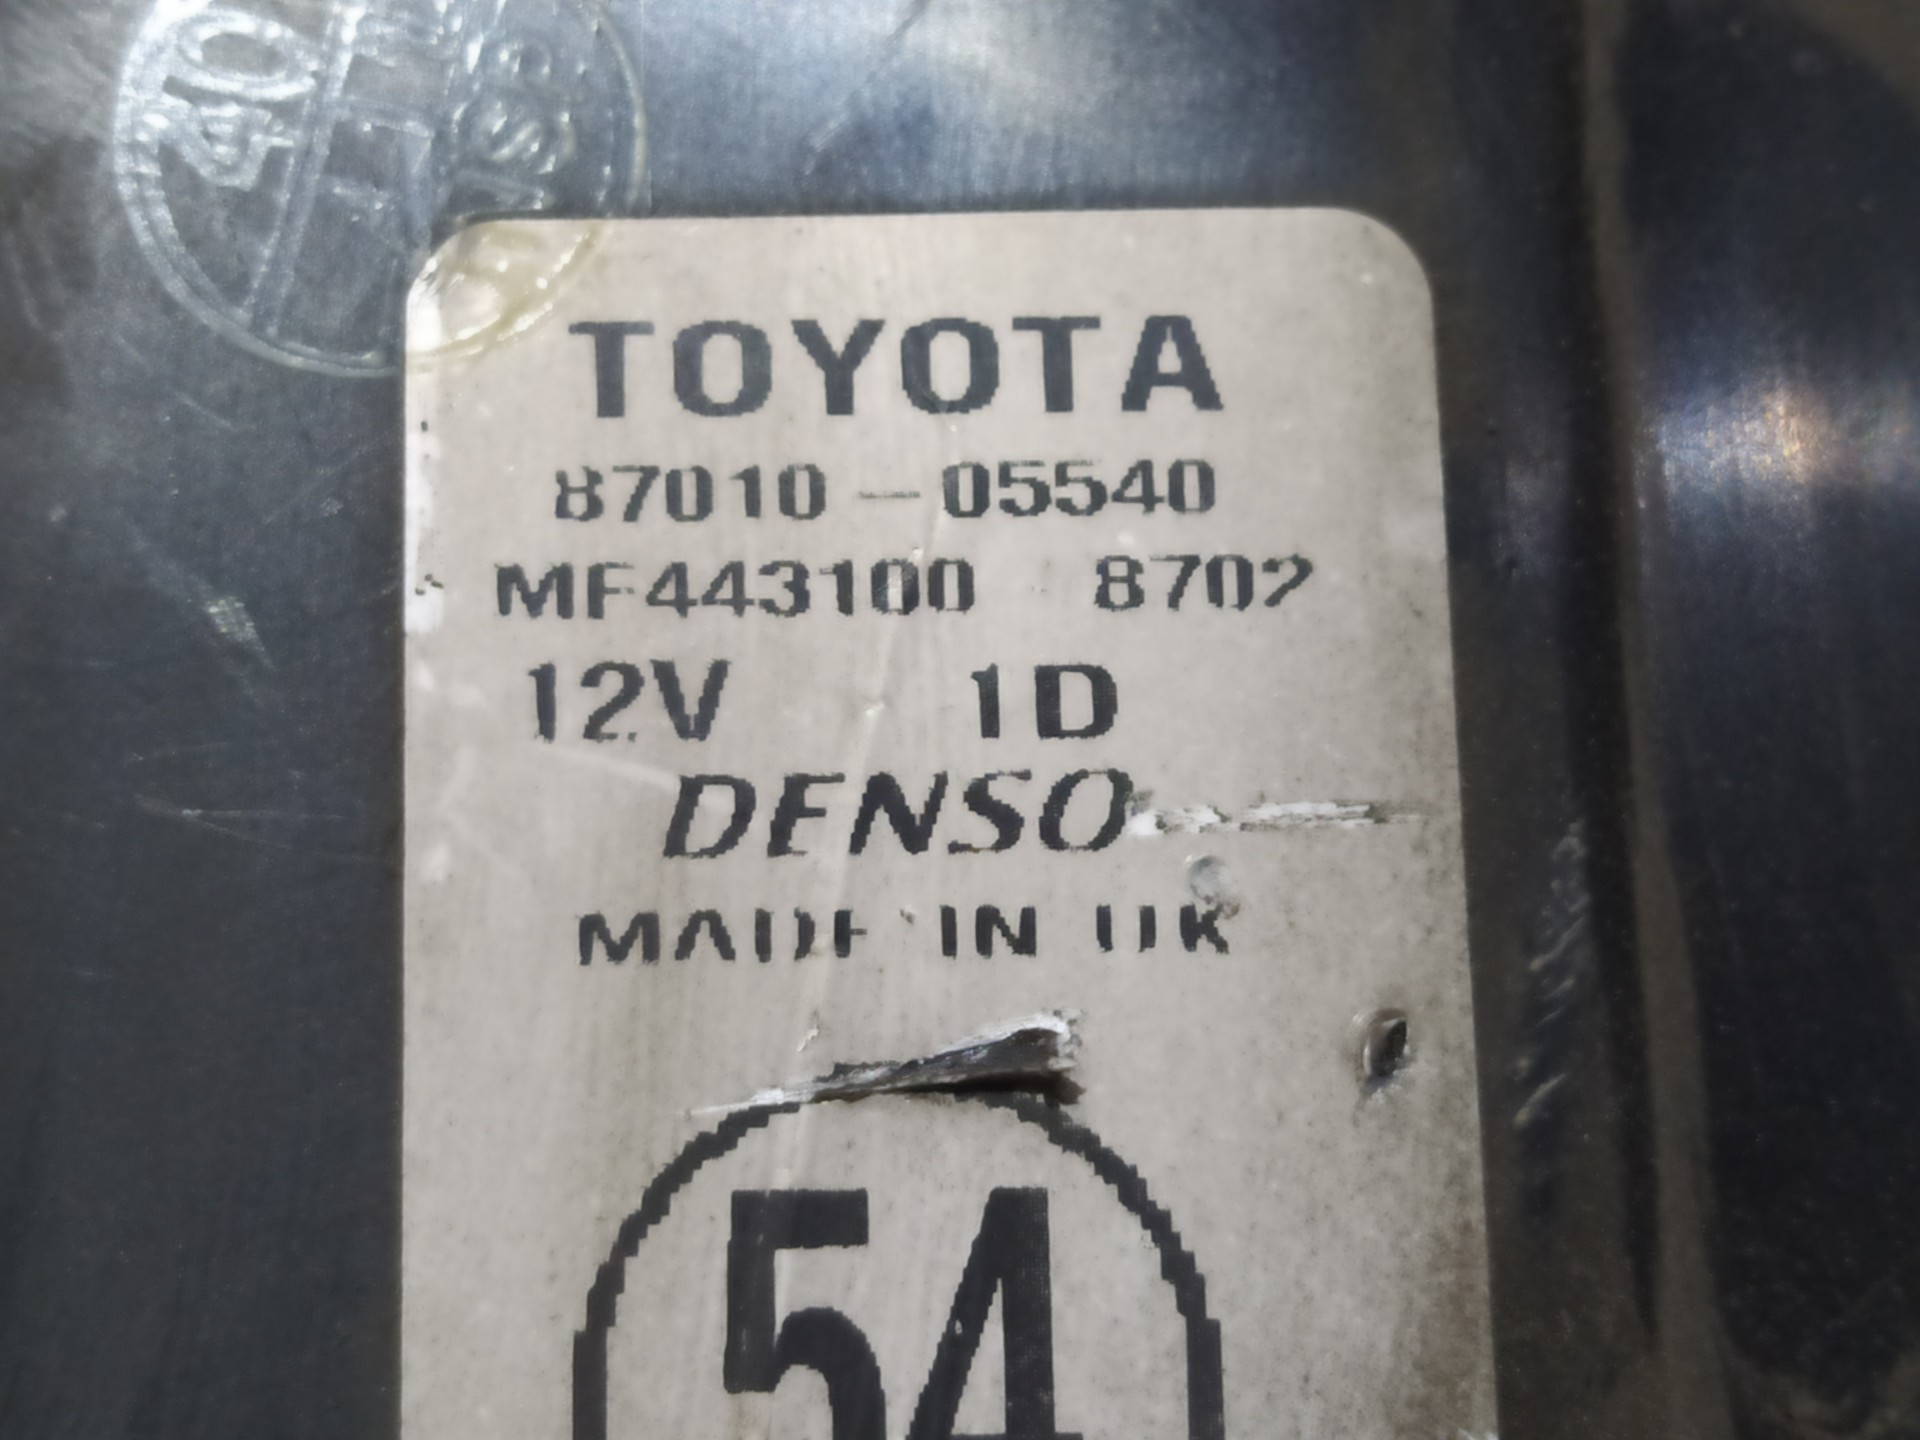 TOYOTA
87010-05540
MF443100 8702
12V 1D
DENSO
MADE IN UK
54